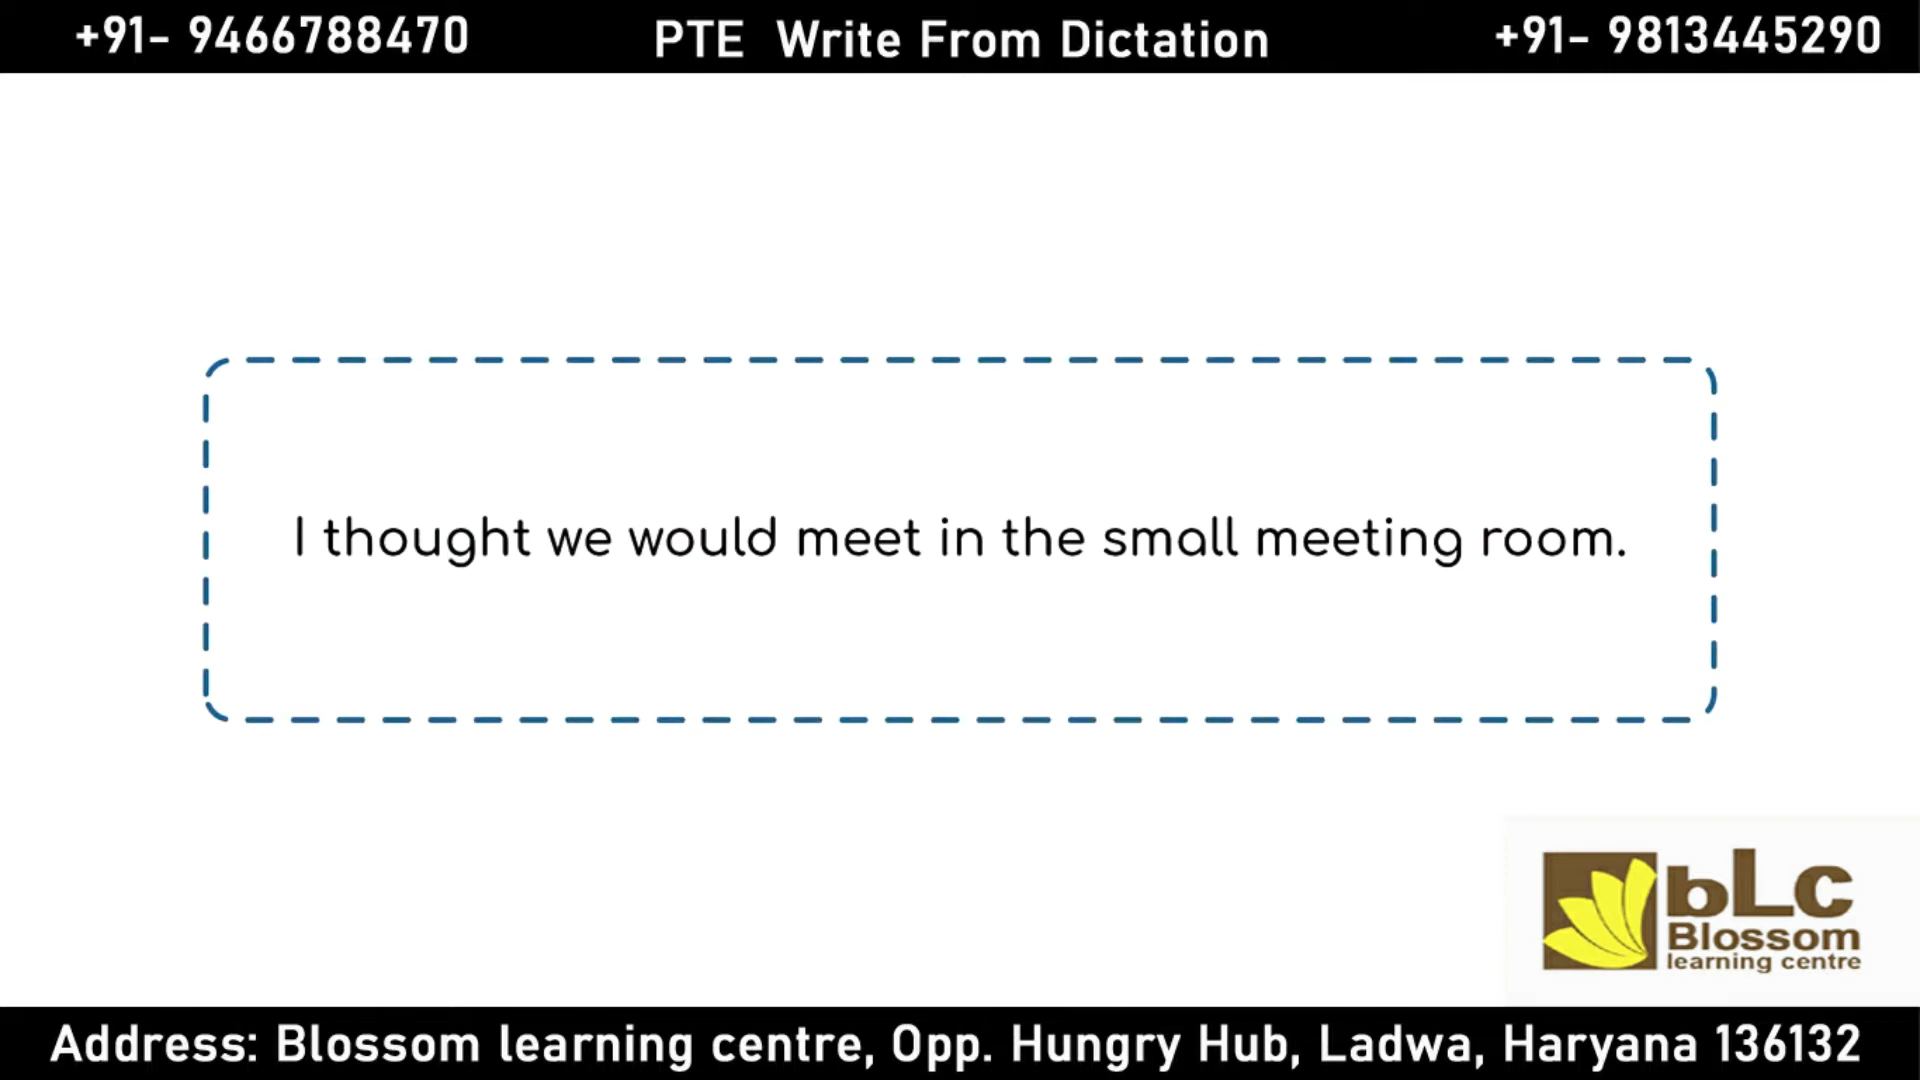 +91- 9466788470 PTE Write From Dictation +91- 9813445290
I thought we would meet in the small meeting room.
bLc
Blossom
learning centre
Address: Blossom learning centre, Opp. Hungry Hub, Ladwa, Haryana 136132